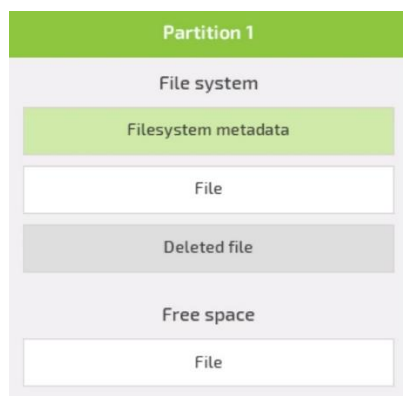 Partition 1
File system
Filesystem metadata
File
Deleted file
Free space
File